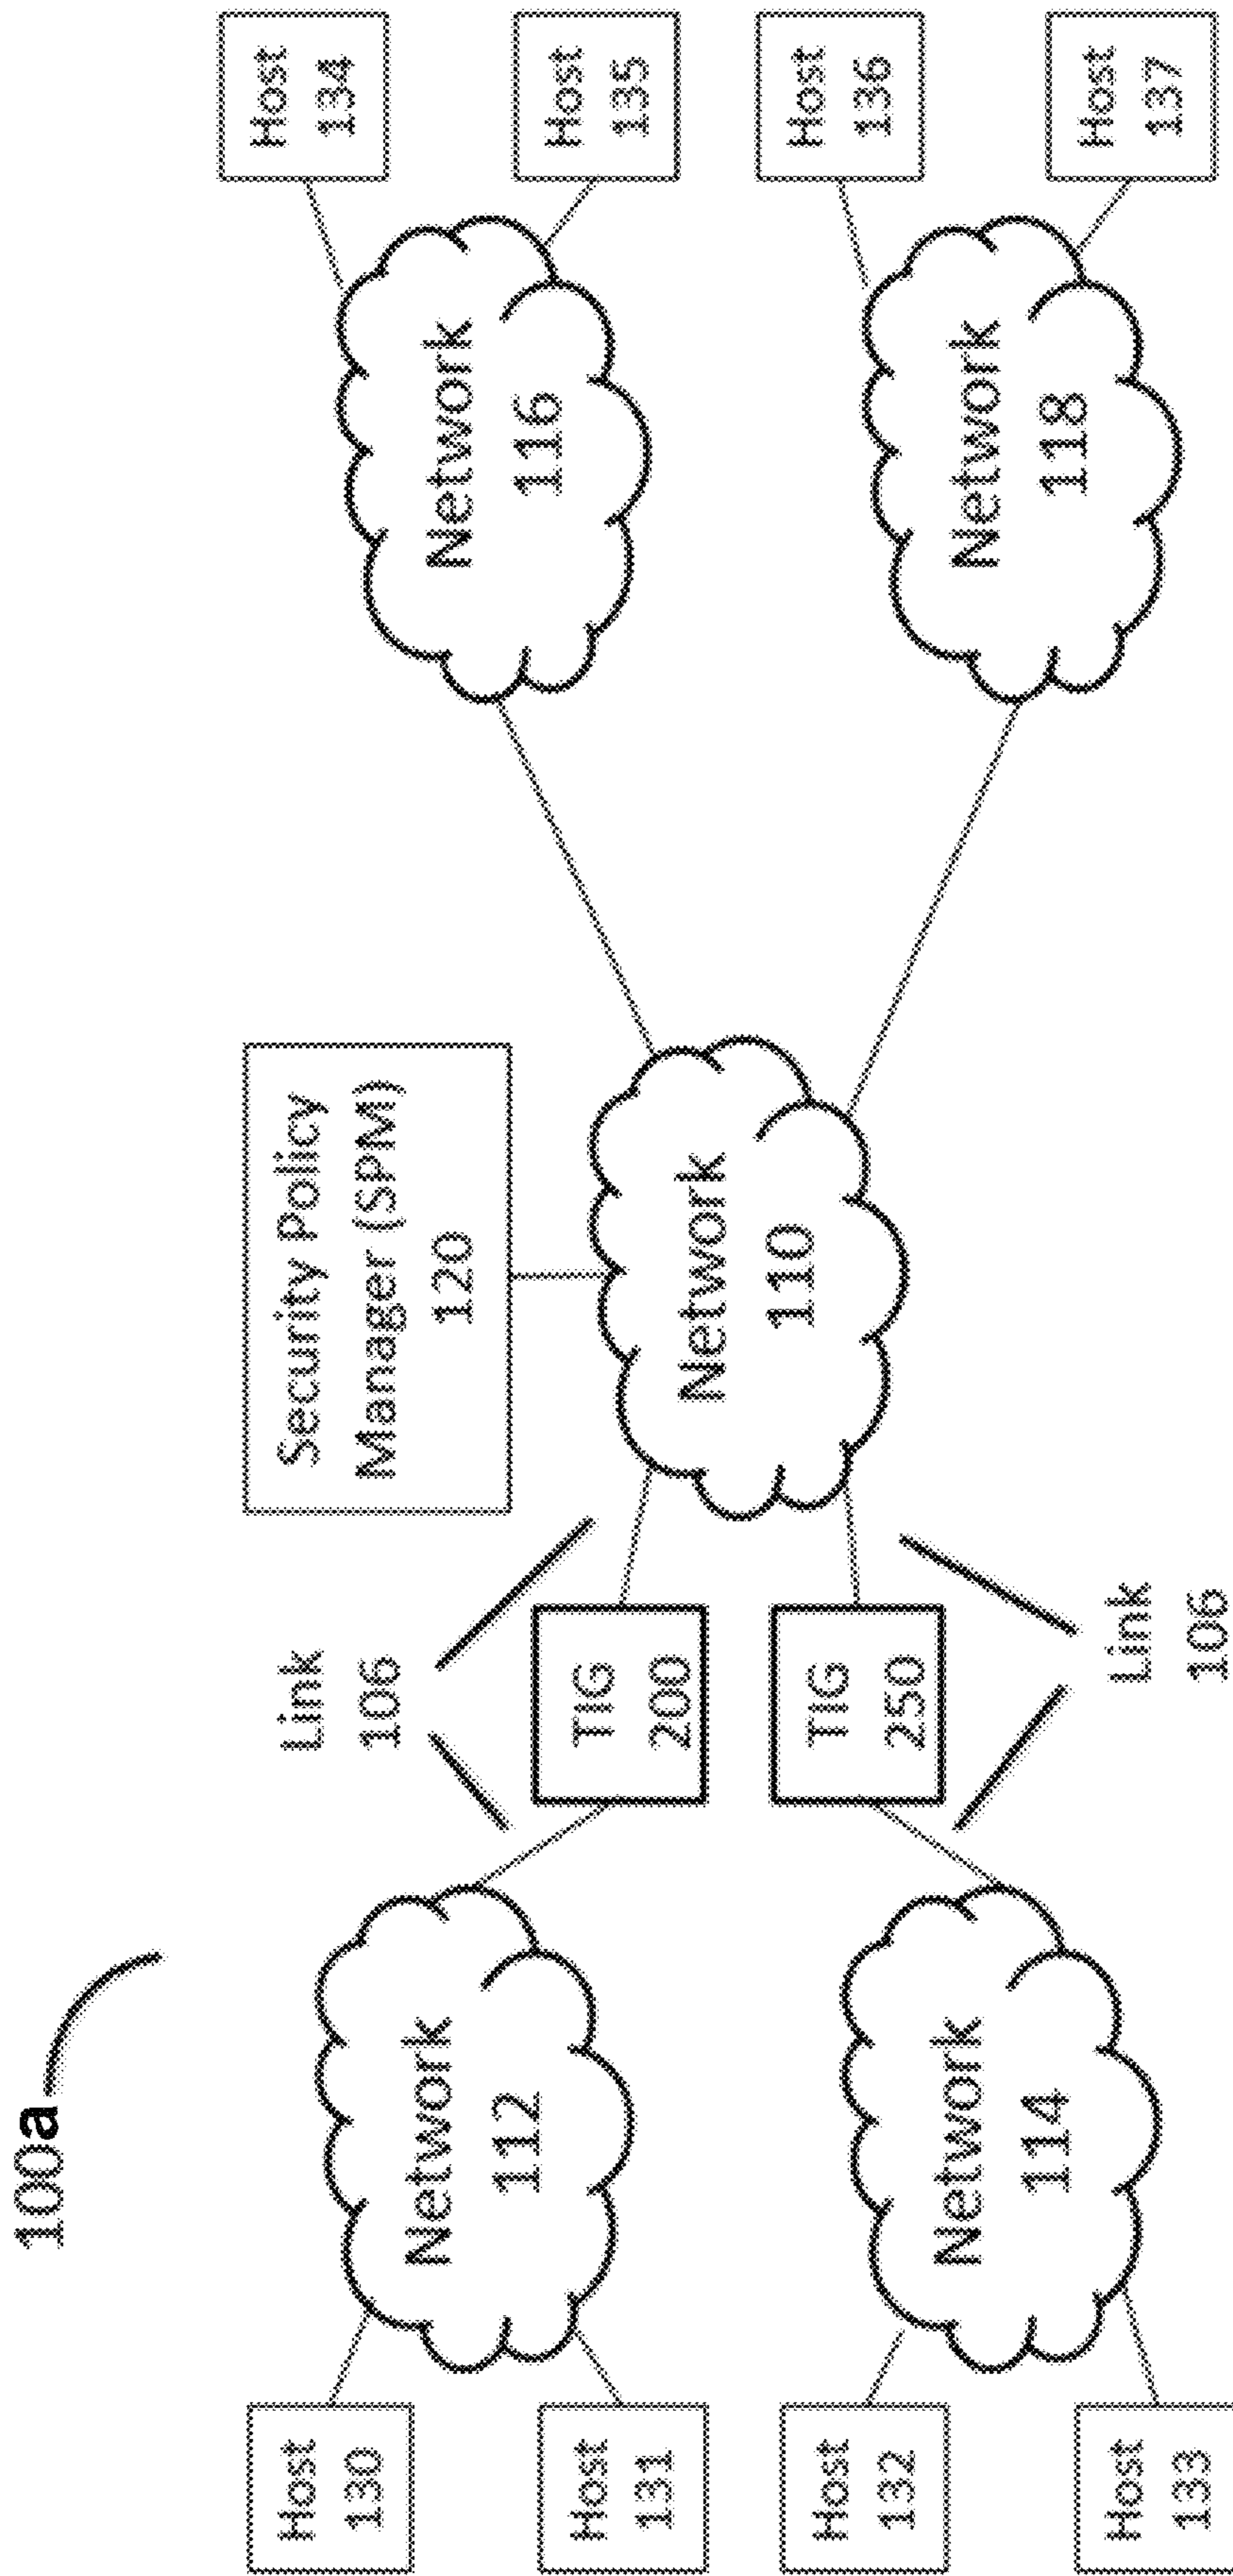 100a
Host
130
Host
131
Host
132
Host
133
Network
112
Network
114
Link
106
TIG
200
TIG
250
Link
106
Security Policy
Manager (SPM)
120
Network
110
Network
116
Network
118
Host
134
Host
135
Host
136
Host
137